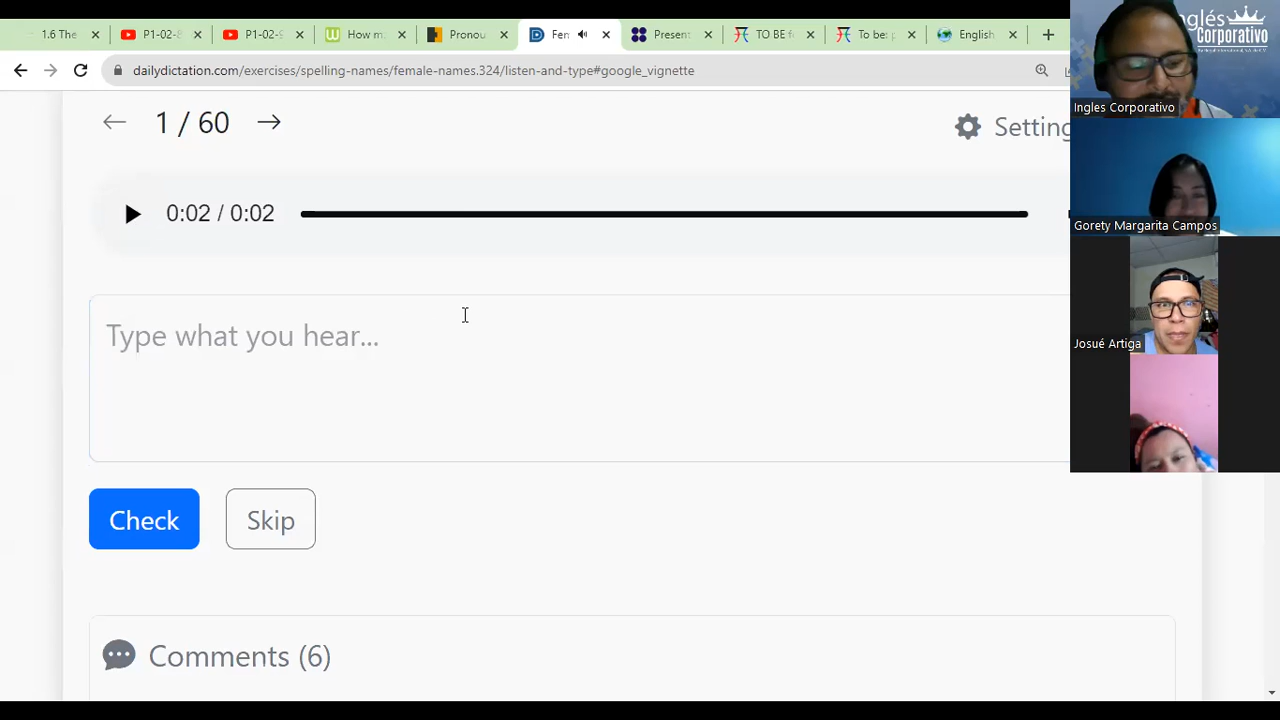 1.6 The
P1-02-
P1-02-
How m
Pronou
Fem
Present
TO BE f
To be: p
English
dailydictation.com/exercises/spelling-names/female-names.324/listen-and-type#google_vignette
1 / 60
Setting
0:02 / 0:02
Type what you hear...
Check
Skip
Comments (6)
Inglés
Corporativo
Ingles Corporativo
Gorety Margarita Campos
Josué Artiga